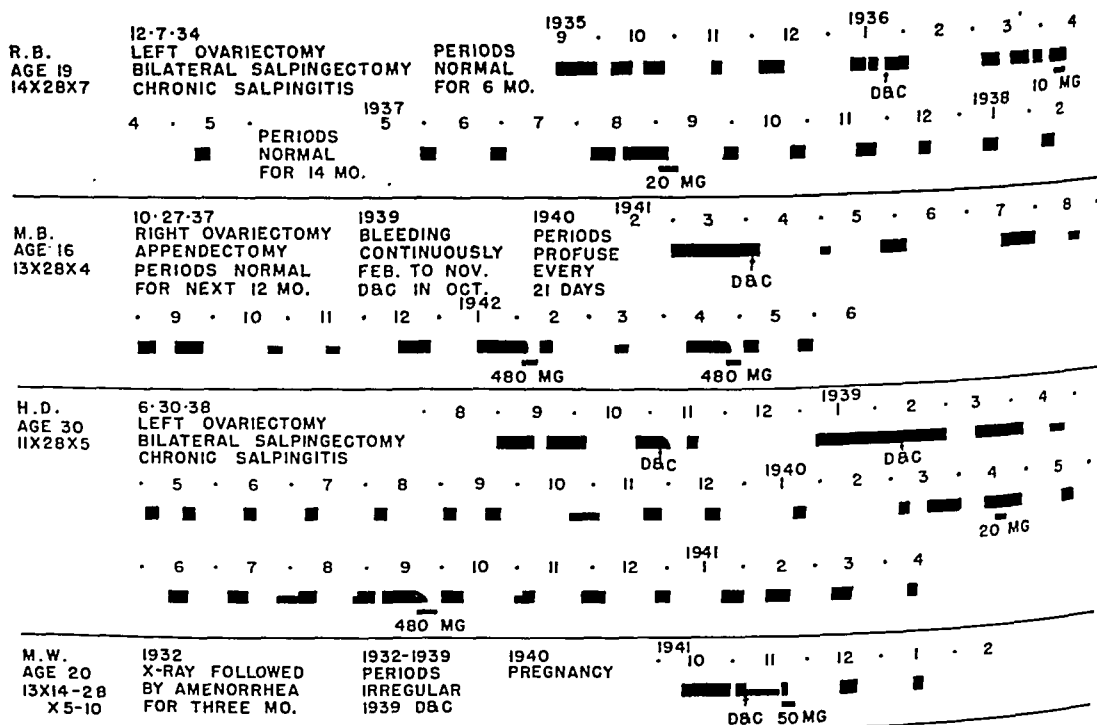 R.B.
AGE 19
14X28X7
12·7·34
LEFT OVARIECTOMY
BILATERAL SALPINGECTOMY
CHRONIC SALPINGITIS
PERIODS
NORMAL
FOR 6 MO.
1935 1936
9 · 10 · 11 · 12 · 1 · 2 · 3 · 4
D&C
10 MG
1937 1938
4 · 5 · 5 · 6 · 7 · 8 · 9 · 10 · 11 · 12 · 1 · 2
PERIODS
NORMAL
FOR 14 MO.
20 MG
M.B.
AGE 16
13X28X4
10·27·37
RIGHT OVARIECTOMY
APPENDECTOMY
PERIODS NORMAL
FOR NEXT 12 MO.
1939
BLEEDING
CONTINUOUSLY
FEB. TO NOV.
D&C IN OCT.
1940
PERIODS
PROFUSE
EVERY
21 DAYS
1941
2 · 3 · 4 · 5 · 6 · 7 · 8 ·
D&C
1942
· 9 · 10 · 11 · 12 · 1 · 2 · 3 · 4 · 5 · 6
480 MG 480 MG
H.D.
AGE 30
11X28X5
6·30·38
LEFT OVARIECTOMY
BILATERAL SALPINGECTOMY
CHRONIC SALPINGITIS
1939
· 8 · 9 · 10 · 11 · 12 · 1 · 2 · 3 · 4 ·
D&C D&C
1940
· 5 · 6 · 7 · 8 · 9 · 10 · 11 · 12 · 1 · 2 · 3 · 4 · 5
20 MG
1941
· 6 · 7 · 8 · 9 · 10 · 11 · 12 · 1 · 2 · 3 · 4
480 MG
M.W.
AGE 20
13X14-28
X5-10
1932
X-RAY FOLLOWED
BY AMENORRHEA
FOR THREE MO.
1932-1939
PERIODS
IRREGULAR
1939 D&C
1940
PREGNANCY
1941
· 10 · 11 · 12 · 1 · 2
D&C 50 MG